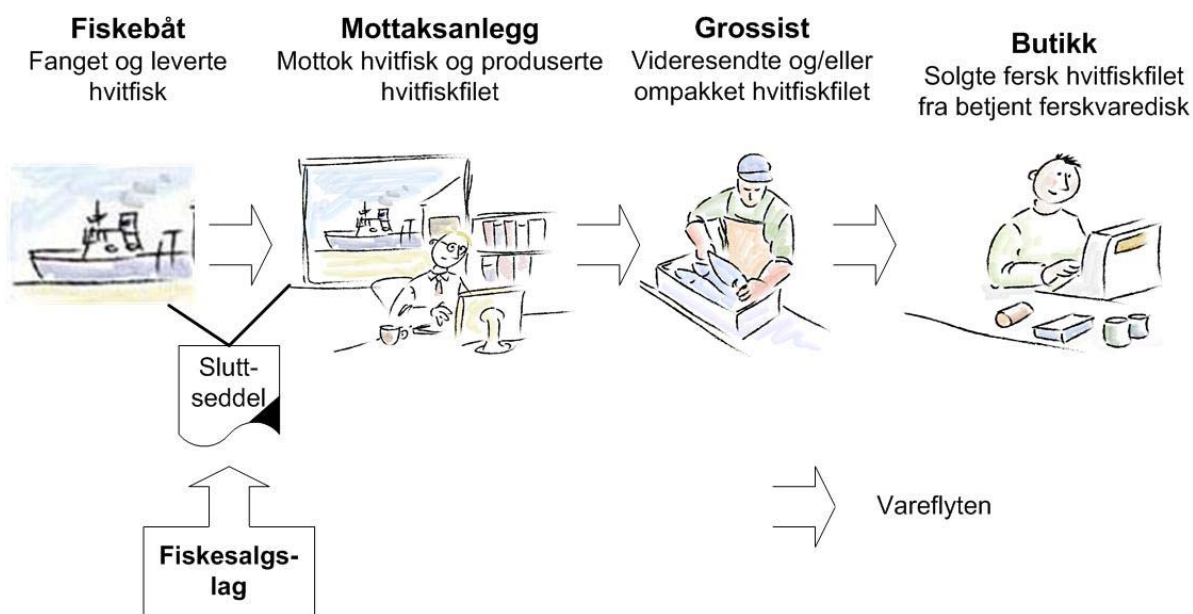 Fiskebåt
Fanget og leverte
hvitfisk
Mottaksanlegg
Mottok hvitfisk og produserte
hvitfiskfilet
Grossist
Videresendte og/eller
ompakket hvitfiskfilet
Butikk
Solgte fersk hvitfiskfilet
fra betjent ferskvaredisk
Slutt-
seddel
Fiskesalgs-
lag
Vareflyten